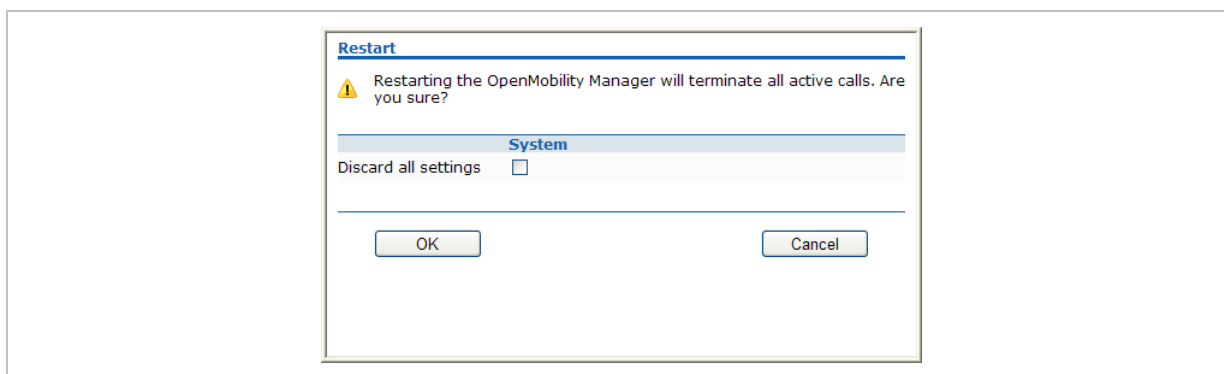 Restart
Restarting the OpenMobility Manager will terminate all active calls. Are
you sure?
System
Discard all settings
OK
Cancel